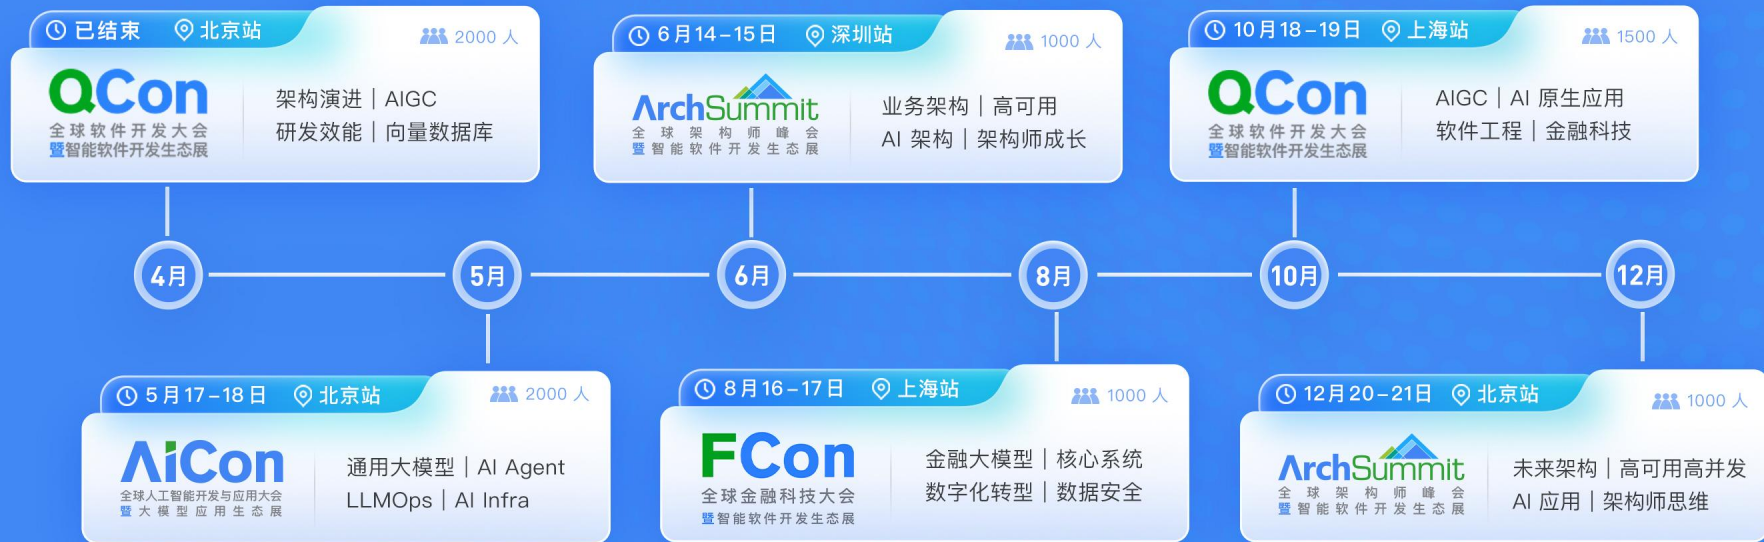 已结束 北京站 2000 人
QCon
全球软件开发大会
暨智能软件开发生态展
架构演进｜AIGC
研发效能｜向量数据库
6月14-15日 深圳站 1000 人
ArchSummit
全球架构师峰会
暨智能软件开发生态展
业务架构｜高可用
AI 架构｜架构师成长
10月18-19日 上海站 1500 人
QCon
全球软件开发大会
暨智能软件开发生态展
AIGC｜AI 原生应用
软件工程｜金融科技
4月 5月 6月 8月 10月 12月
5月17-18日 北京站 2000 人
AiCon
全球人工智能开发与应用大会
暨大模型应用生态展
通用大模型｜AI Agent
LLMOps｜AI Infra
8月16-17日 上海站 1000 人
FCon
全球金融科技大会
暨智能软件开发生态展
金融大模型｜核心系统
数字化转型｜数据安全
12月20-21日 北京站 1000 人
ArchSummit
全球架构师峰会
暨智能软件开发生态展
未来架构｜高可用高并发
AI 应用｜架构师思维